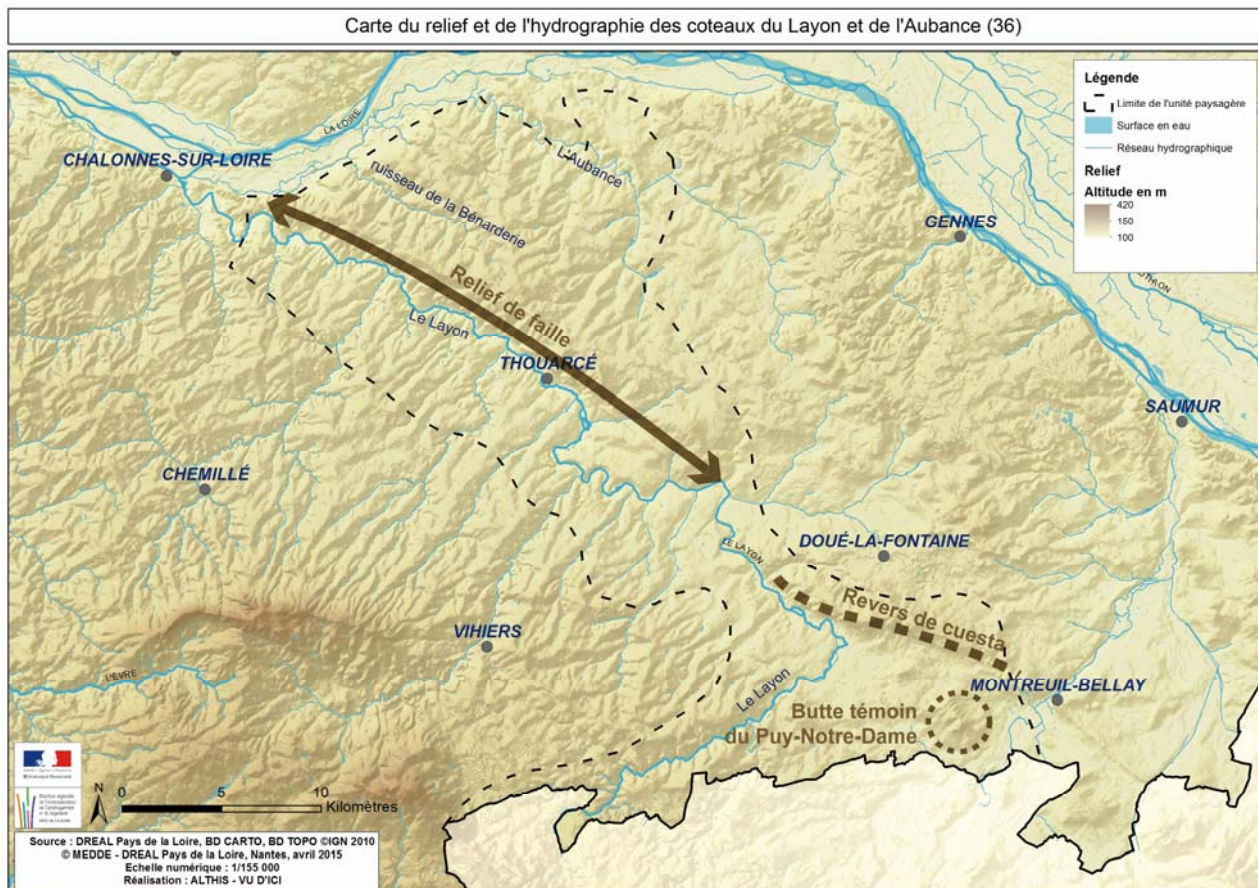 Carte du relief et de l'hydrographie des coteaux du Layon et de l'Aubance (36)
Légende
Limite de l'unité paysagère
Surface en eau
Réseau hydrographique
Relief
Altitude en m
420
150
100
LA LOIRE
CHALONNES-SUR-LOIRE
L'Aubance
ruisseau de la Bénarderie
GENNES
Relief de faille
Le Layon
THOUARCÉ
SAUMUR
CHEMILLÉ
LE LAYON
DOUÉ-LA-FONTAINE
Revers de cuesta
VIHIERS
L'ÈVRE
Le Layon
MONTREUIL-BELLAY
Butte témoin
du Puy-Notre-Dame
RÉPUBLIQUE FRANÇAISE
N
0 5 10
Kilomètres
Source : DREAL Pays de la Loire, BD CARTO, BD TOPO ©IGN 2010
© MEDDE - DREAL Pays de la Loire, Nantes, avril 2015
Echelle numérique : 1/155 000
Réalisation : ALTHIS - VU D'ICI